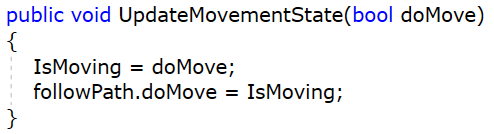 public void UpdateMovementState(bool doMove)
{
    IsMoving = doMove;
    followPath.doMove = IsMoving;
}